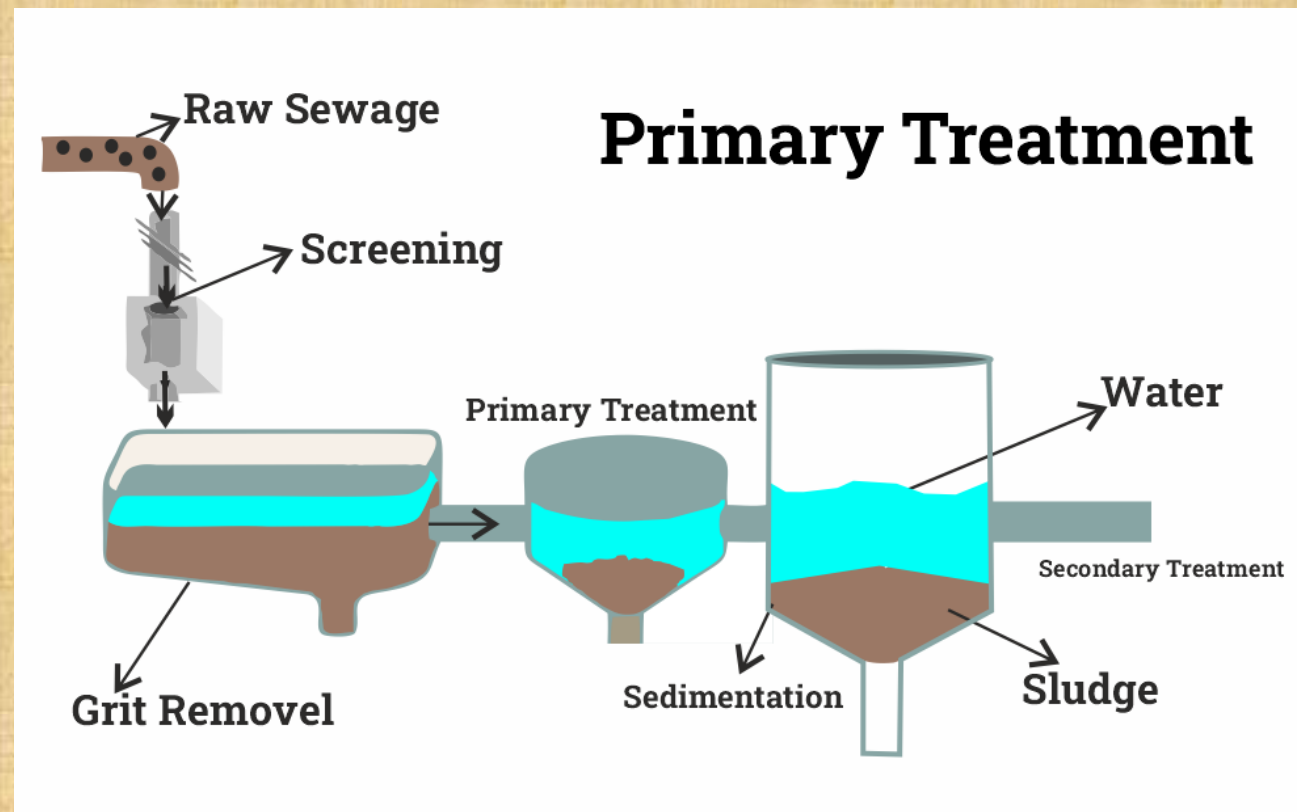 Raw Sewage
Primary Treatment
Screening
Primary Treatment
Water
Secondary Treatment
Sedimentation
Sludge
Grit Removel